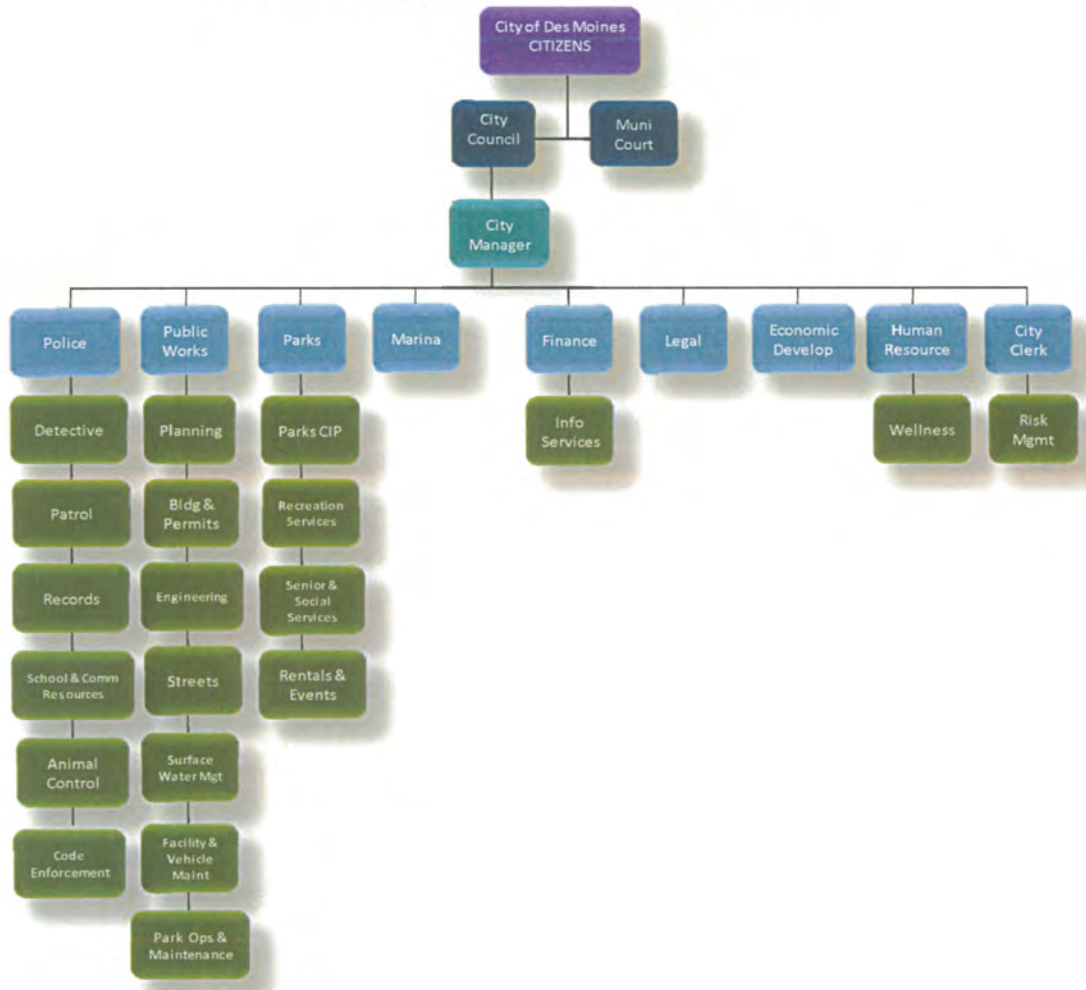 City of Des Moines
CITIZENS
City
Council
Muni
Court
City
Manager
Police
Public
Works
Parks
Marina
Finance
Legal
Economic
Develop
Human
Resource
City
Clerk
Detective
Planning
Parks CIP
Info
Services
Wellness
Risk
Mgmt
Patrol
Bldg &
Permits
Recreation
Services
Records
Engineering
Senior &
Social
Services
School & Comm
Resources
Streets
Rentals &
Events
Animal
Control
Surface
Water Mgt
Code
Enforcement
Facility &
Vehicle
Maint
Park Ops &
Maintenance